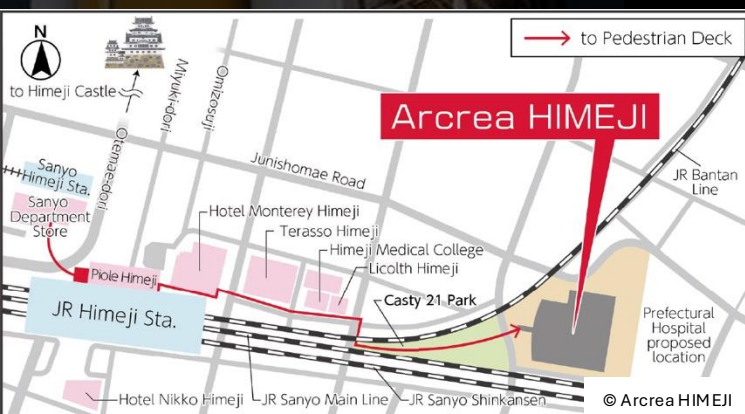 N
to Himeji Castle
Otemae-dori
Miyuki-dori
Omizosuji
to Pedestrian Deck
Arcrea HIMEJI
Junishomae Road
JR Bantan
Line
Sanyo
Himeji Sta.
Sanyo
Department
Store
Hotel Monterey Himeji
Terasso Himeji
Himeji Medical College
Licolth Himeji
Piole Himeji
Casty 21 Park
JR Himeji Sta.
Prefectural
Hospital
proposed
location
Hotel Nikko Himeji
JR Sanyo Main Line
JR Sanyo Shinkansen
© Arcrea HIMEJI